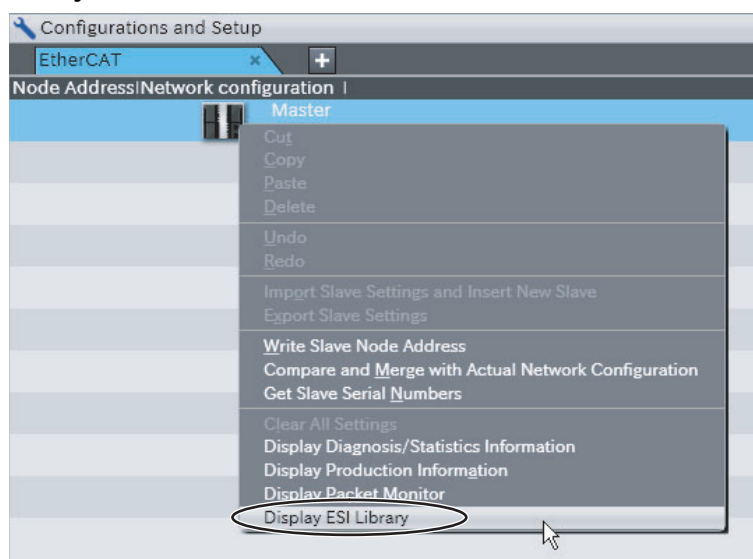 Configurations and Setup
EtherCAT × +
Node Address|Network configuration |
Master
Cut
Copy
Paste
Delete
Undo
Redo
Import Slave Settings and Insert New Slave
Export Slave Settings
Write Slave Node Address
Compare and Merge with Actual Network Configuration
Get Slave Serial Numbers
Clear All Settings
Display Diagnosis/Statistics Information
Display Production Information
Display Packet Monitor
Display ESI Library